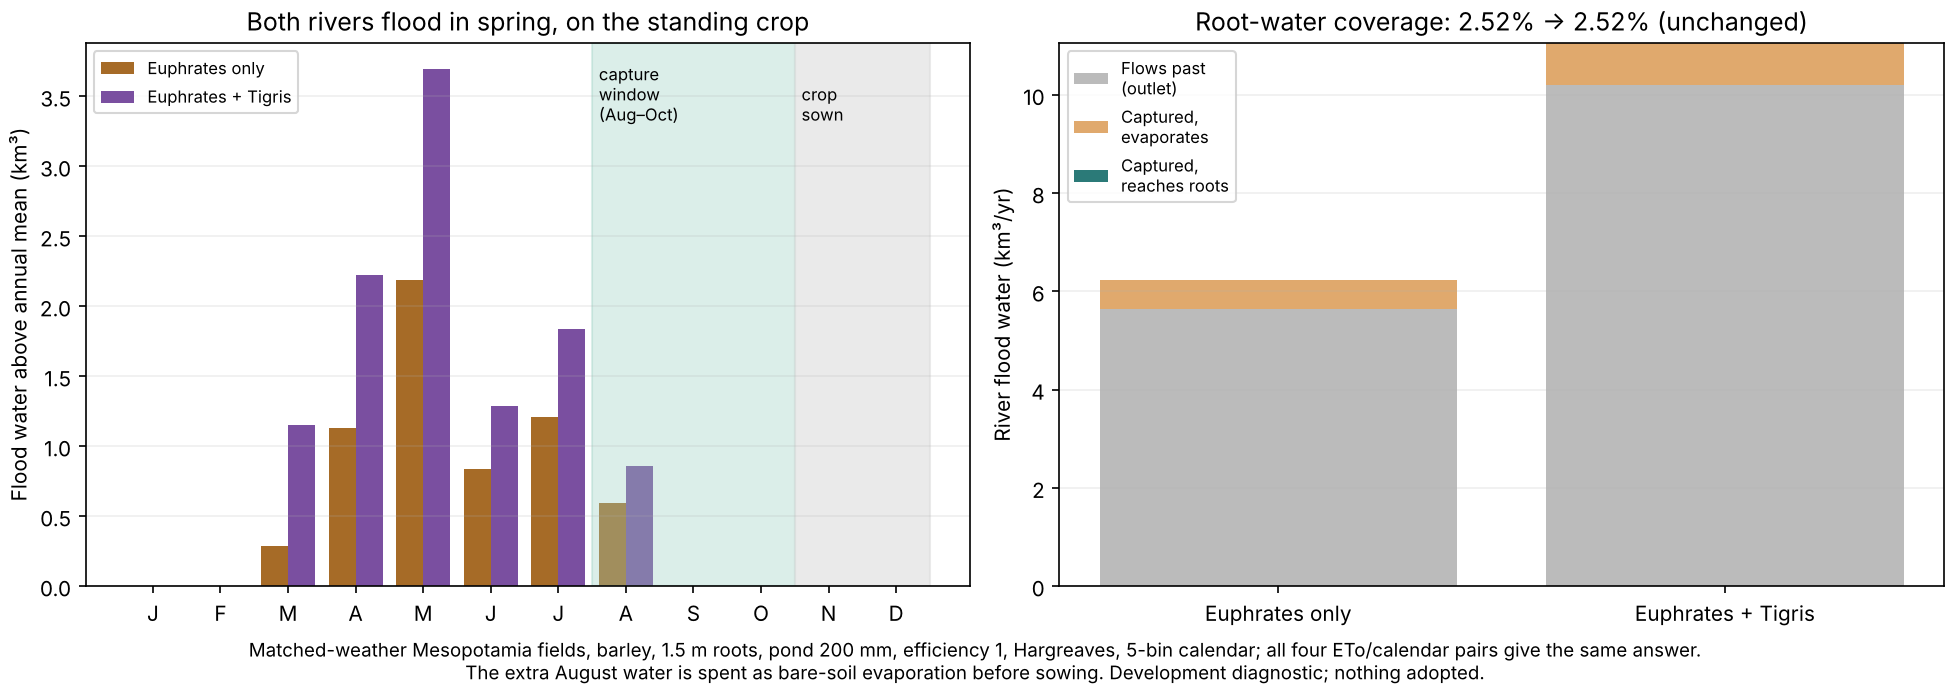 Both rivers flood in spring, on the standing crop
Flood water above annual mean (km³)
3.5
3.0
2.5
2.0
1.5
1.0
0.5
0.0
Euphrates only
Euphrates + Tigris
capture
window
(Aug–Oct)
crop
sown
J F M A M J J A S O N D
Root-water coverage: 2.52% → 2.52% (unchanged)
River flood water (km³/yr)
10
8
6
4
2
0
Flows past
(outlet)
Captured,
evaporates
Captured,
reaches roots
Euphrates only
Euphrates + Tigris
Matched-weather Mesopotamia fields, barley, 1.5 m roots, pond 200 mm, efficiency 1, Hargreaves, 5-bin calendar; all four ETo/calendar pairs give the same answer.
The extra August water is spent as bare-soil evaporation before sowing. Development diagnostic; nothing adopted.